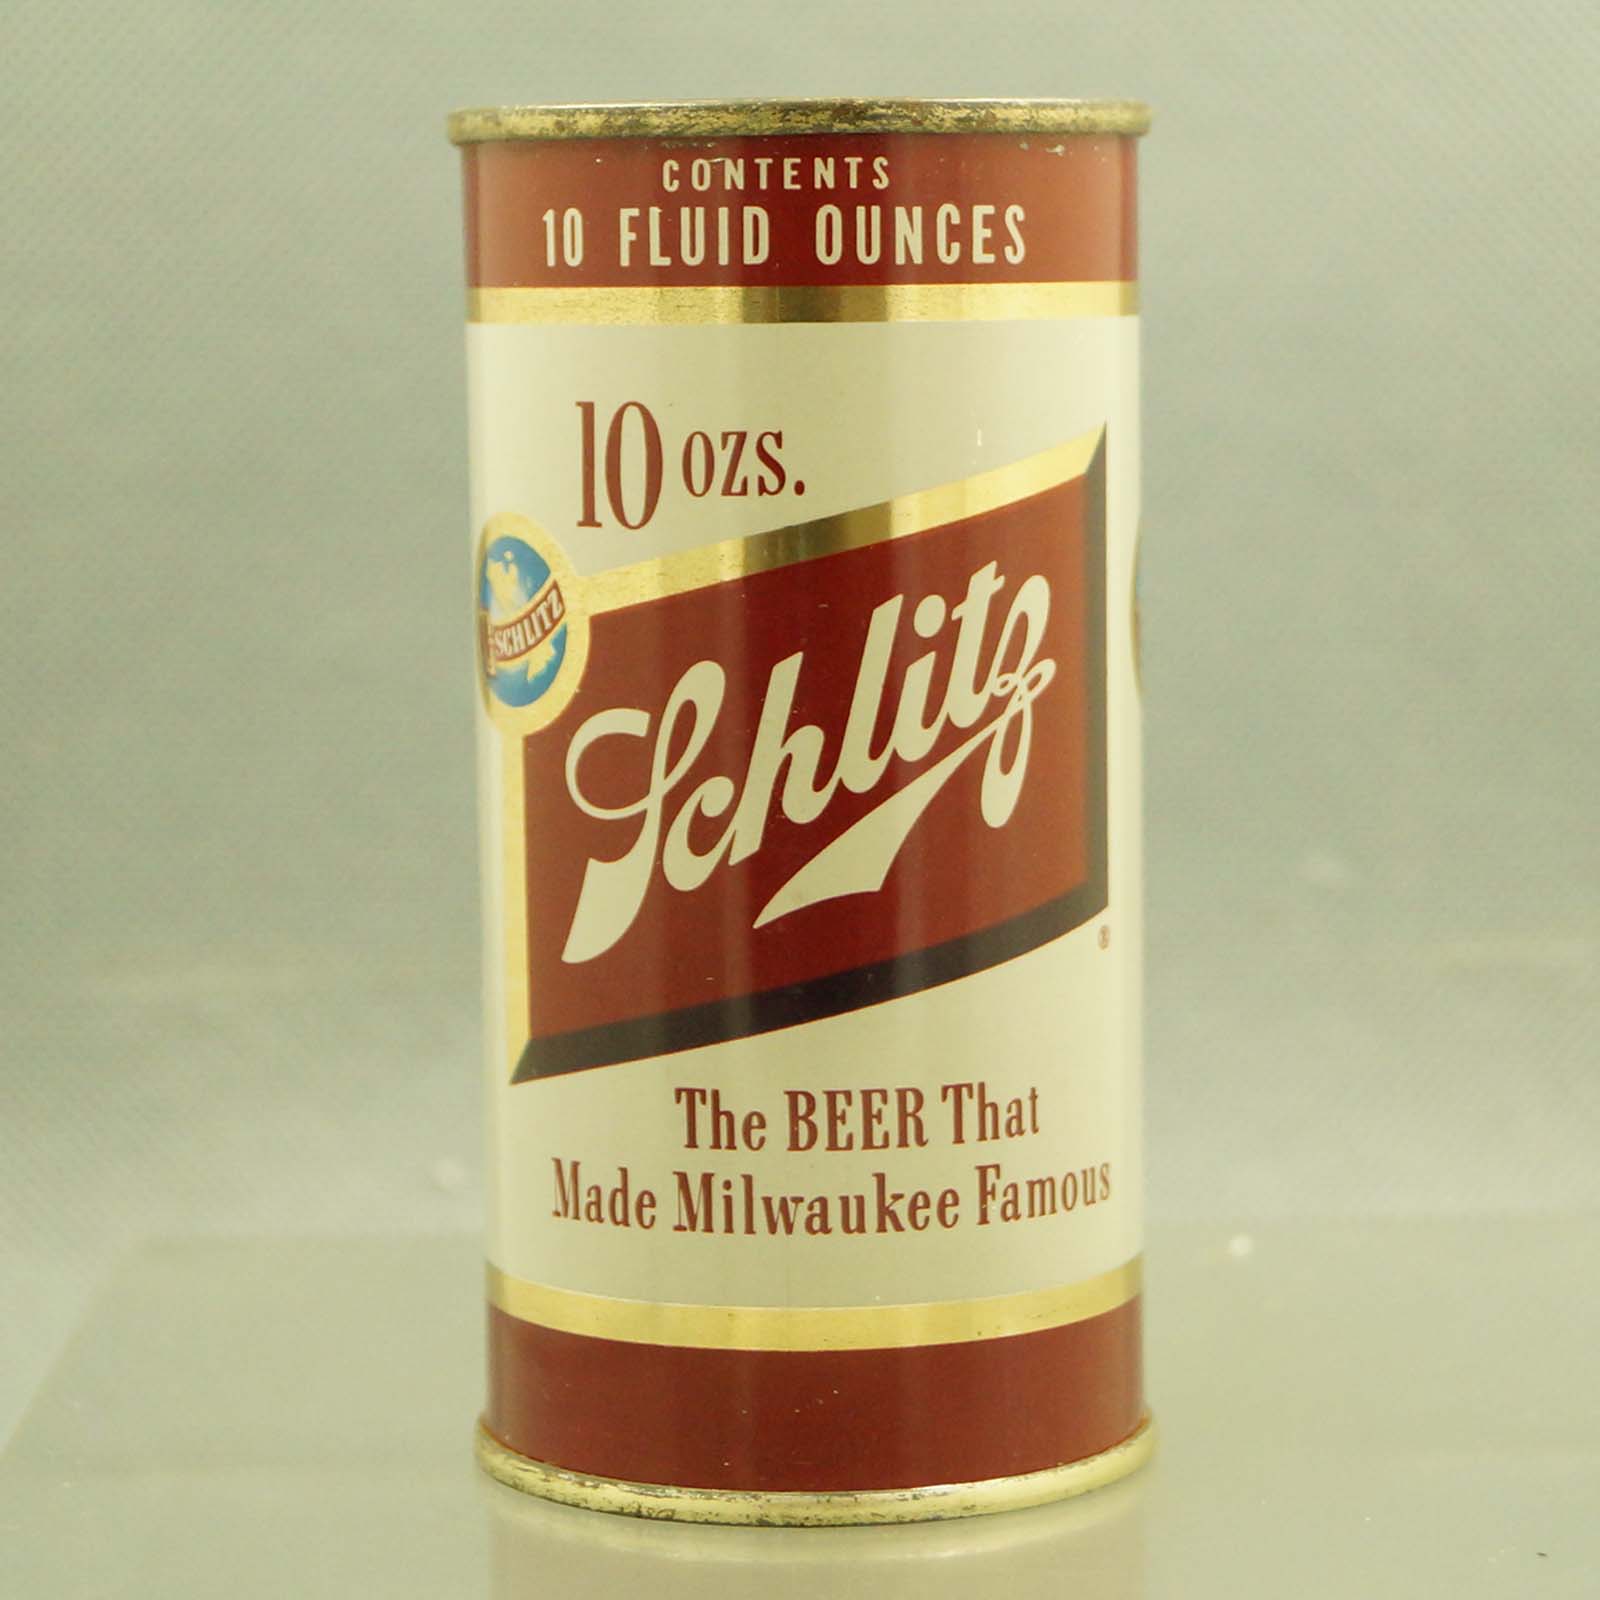 CONTENTS
10 FLUID OUNCES
10 OZS.
SCHLITZ
Schlitz
®
The BEER That
Made Milwaukee Famous